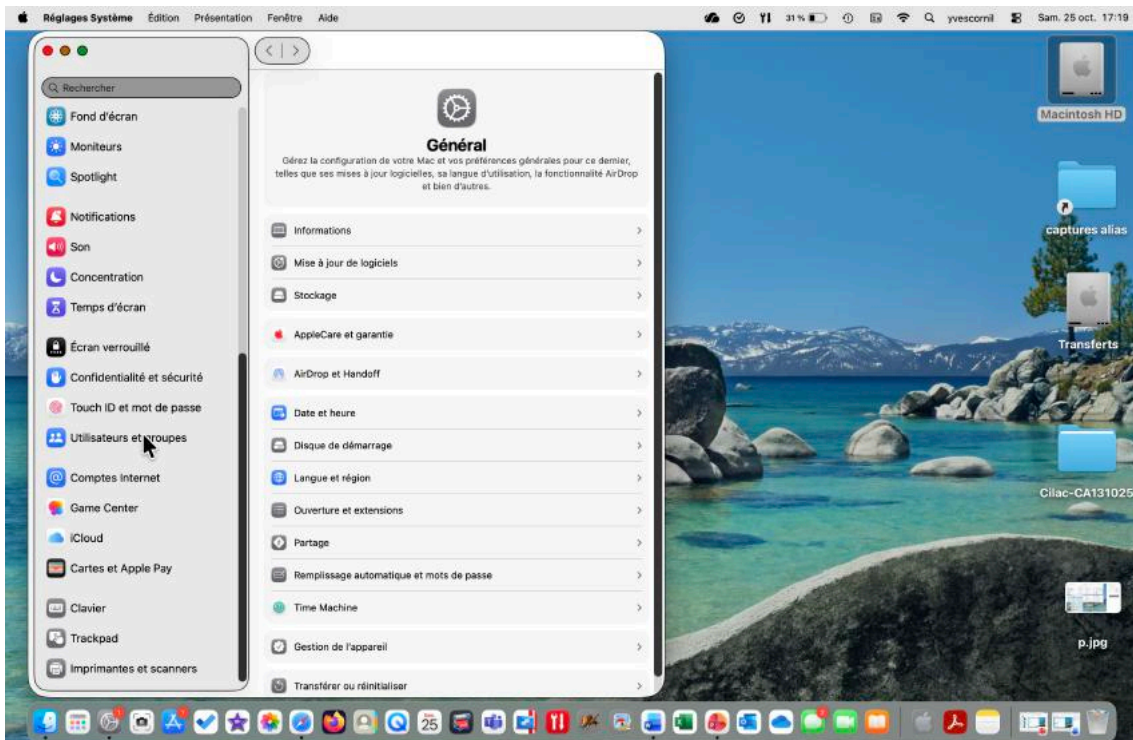 Réglages Système Édition Présentation Fenêtre Aide
31 % yvescornil Sam. 25 oct. 17:19
Rechercher
Fond d'écran
Moniteurs
Spotlight
Notifications
Son
Concentration
Temps d'écran
Écran verrouillé
Confidentialité et sécurité
Touch ID et mot de passe
Utilisateurs et groupes
Comptes Internet
Game Center
iCloud
Cartes et Apple Pay
Clavier
Trackpad
Imprimantes et scanners
Général
Gérez la configuration de votre Mac et vos préférences générales pour ce dernier,
telles que ses mises à jour logicielles, sa langue d'utilisation, la fonctionnalité AirDrop
et bien d'autres.
Informations
Mise à jour de logiciels
Stockage
AppleCare et garantie
AirDrop et Handoff
Date et heure
Disque de démarrage
Langue et région
Ouverture et extensions
Partage
Remplissage automatique et mots de passe
Time Machine
Gestion de l'appareil
Transférer ou réinitialiser
Macintosh HD
captures alias
Transferts
Cilac-CA131025
p.jpg
25